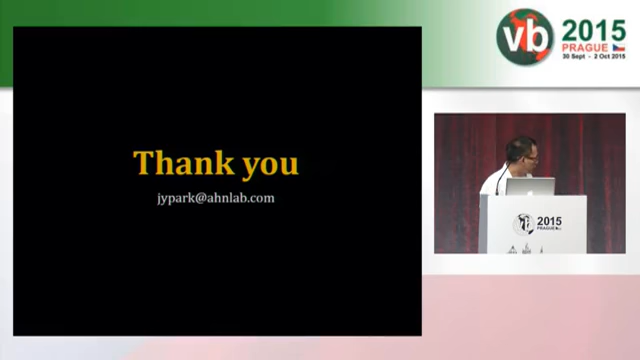 vb
2015
PRAGUE
30 Sept - 2 Oct 2015
Thank you
jypark@ahnlab.com
2015
PRAGUE